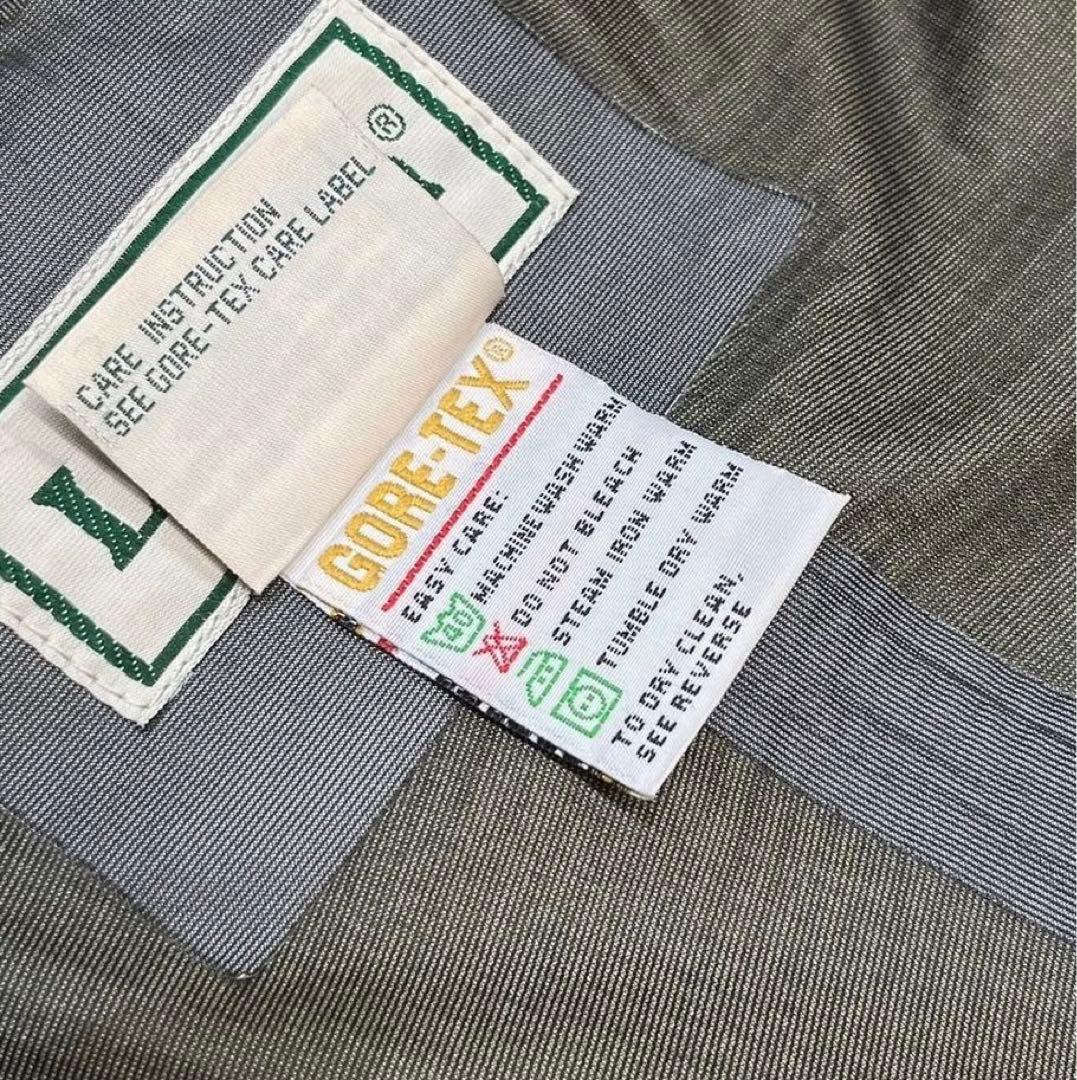 CARE INSTRUCTION
SEE GORE-TEX CARE LABEL
®
L
GORE-TEX®
EASY CARE:
MACHINE WASH WARM
DO NOT BLEACH
STEAM IRON WARM
TUMBLE DRY WARM
TO DRY CLEAN,
SEE REVERSE.